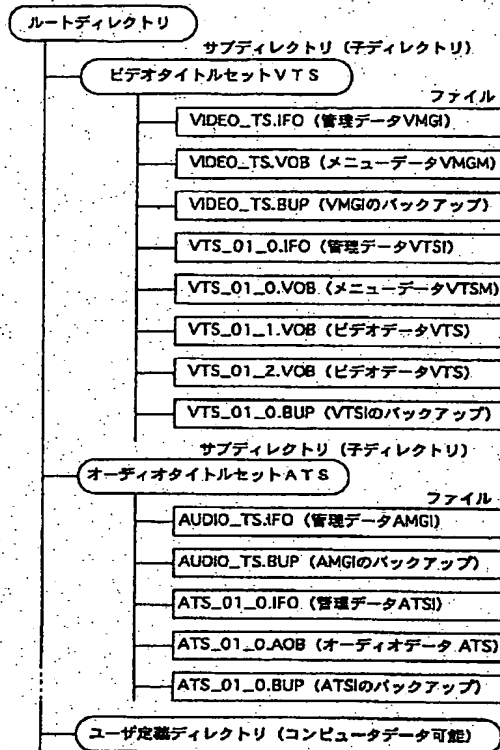 ルートディレクトリ
サブディレクトリ（子ディレクトリ）
ビデオタイトルセットVTS
ファイル
VIDEO_TS.IFO（管理データVMGI）
VIDEO_TS.VOB（メニューデータVMGM）
VIDEO_TS.BUP（VMGIのバックアップ）
VTS_01_0.IFO（管理データVTSI）
VTS_01_0.VOB（メニューデータVTSM）
VTS_01_1.VOB（ビデオデータVTS）
VTS_01_2.VOB（ビデオデータVTS）
VTS_01_0.BUP（VTSIのバックアップ）
サブディレクトリ（子ディレクトリ）
オーディオタイトルセットATS
ファイル
AUDIO_TS.IFO（管理データAMGI）
AUDIO_TS.BUP（AMGIのバックアップ）
ATS_01_0.IFO（管理データATSI）
ATS_01_0.AOB（オーディオデータ ATS）
ATS_01_0.BUP（ATSIのバックアップ）
ユーザ定義ディレクトリ（コンピュータデータ可能）